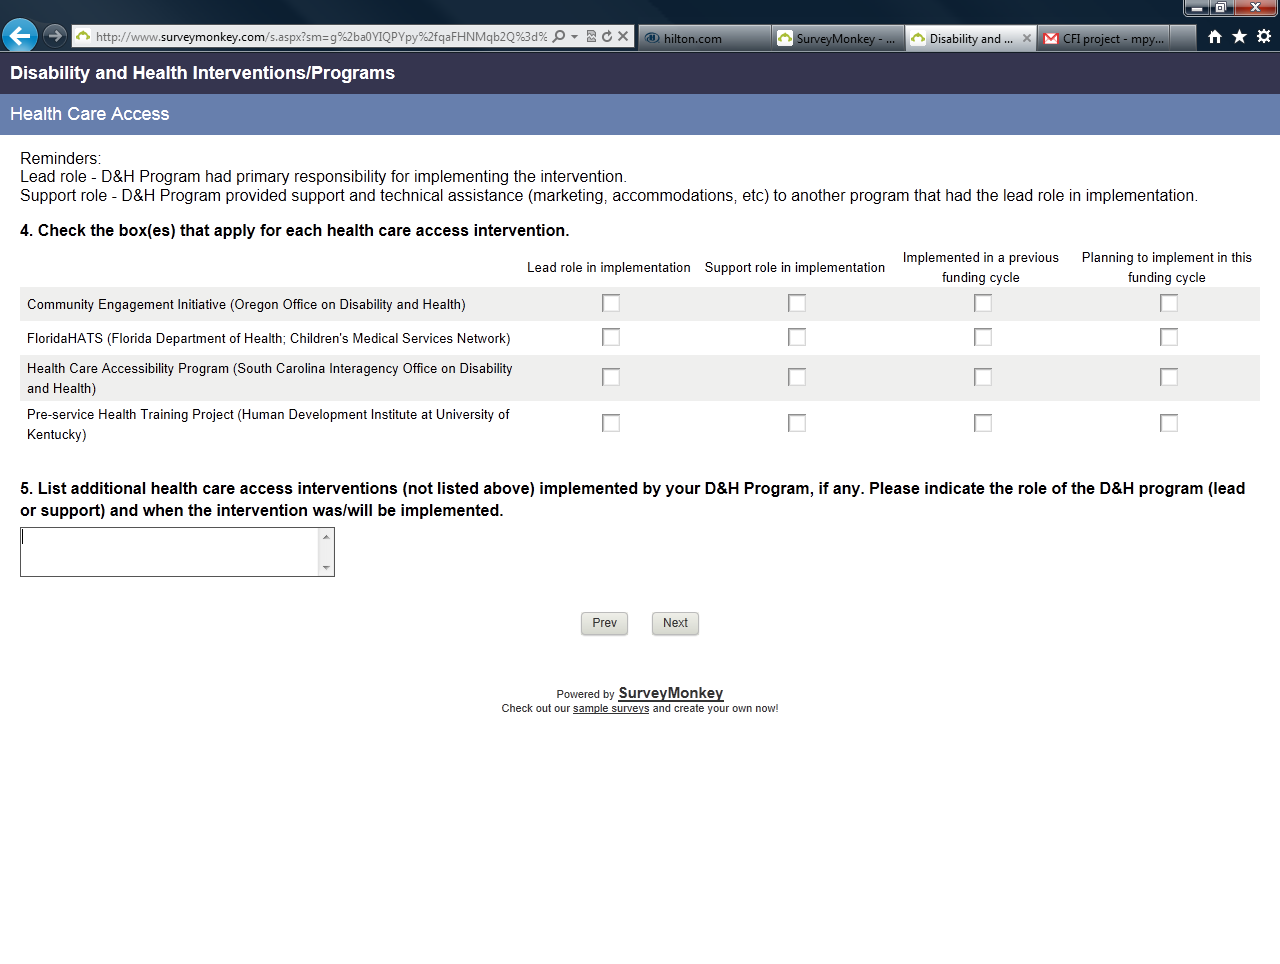 http://www.surveymonkey.com/s.aspx?sm=g%2ba0YIQPYpy%2fqaFHNMqb2Q%3d%
hilton.com
SurveyMonkey - ...
Disability and ...
CFI project - mpy...
Disability and Health Interventions/Programs
Health Care Access
Reminders:
Lead role - D&H Program had primary responsibility for implementing the intervention.
Support role - D&H Program provided support and technical assistance (marketing, accommodations, etc) to another program that had the lead role in implementation.
4. Check the box(es) that apply for each health care access intervention.
Lead role in implementation
Support role in implementation
Implemented in a previous
funding cycle
Planning to implement in this
funding cycle
Community Engagement Initiative (Oregon Office on Disability and Health)
FloridaHATS (Florida Department of Health; Children's Medical Services Network)
Health Care Accessibility Program (South Carolina Interagency Office on Disability
and Health)
Pre-service Health Training Project (Human Development Institute at University of
Kentucky)
5. List additional health care access interventions (not listed above) implemented by your D&H Program, if any. Please indicate the role of the D&H program (lead
or support) and when the intervention was/will be implemented.
Prev
Next
Powered by SurveyMonkey
Check out our sample surveys and create your own now!